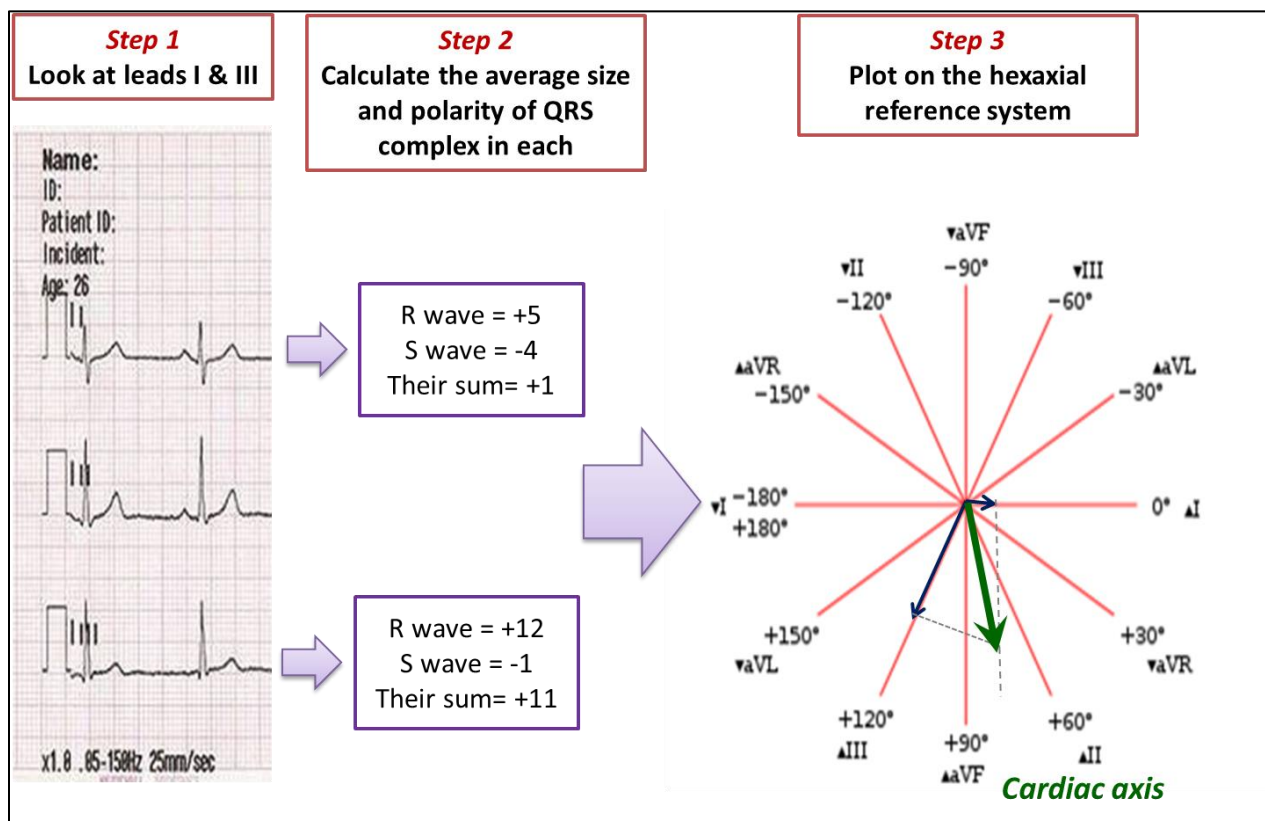 Step 1
Look at leads I & III
Step 2
Calculate the average size
and polarity of QRS
complex in each
Step 3
Plot on the hexaxial
reference system
Name:
ID:
Patient ID:
Incident:
Age: 26
II
III
IIII
x1.0 .05-150Hz 25mm/sec
R wave = +5
S wave = -4
Their sum= +1
R wave = +12
S wave = -1
Their sum= +11
▾aVF
−90°
▾II
−120°
▾III
−60°
▴aVR
−150°
▴aVL
−30°
▾I
−180°
+180°
0° ▴I
+150°
▾aVL
+30°
▾aVR
+120°
▴III
+90°
▴aVF
+60°
▴II
Cardiac axis